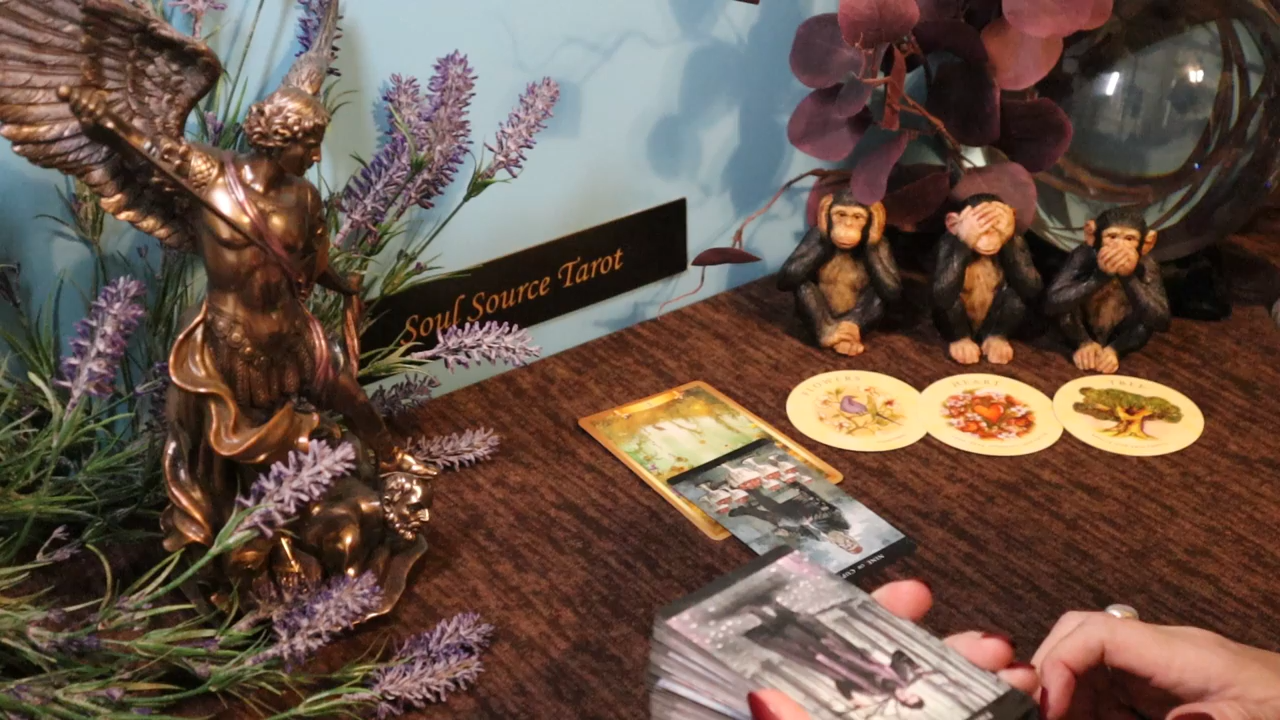 Soul Source Tarot
FLOWERS
HEART
TREE
NINE OF CUPS